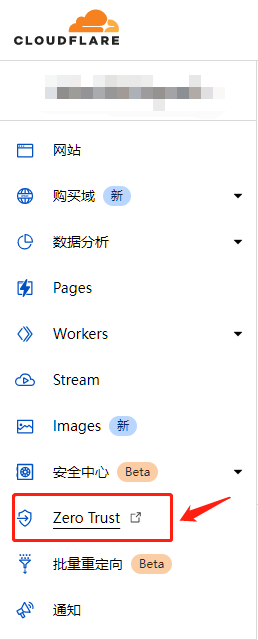 CLOUDFLARE
网站
购买域 新
数据分析
Pages
Workers
Stream
Images 新
安全中心 Beta
Zero Trust
批量重定向 Beta
通知